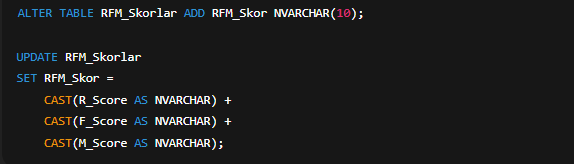 ALTER TABLE RFM_Skorlar ADD RFM_Skor NVARCHAR(10);
UPDATE RFM_Skorlar
SET RFM_Skor =
CAST(R_Score AS NVARCHAR) +
CAST(F_Score AS NVARCHAR) +
CAST(M_Score AS NVARCHAR);